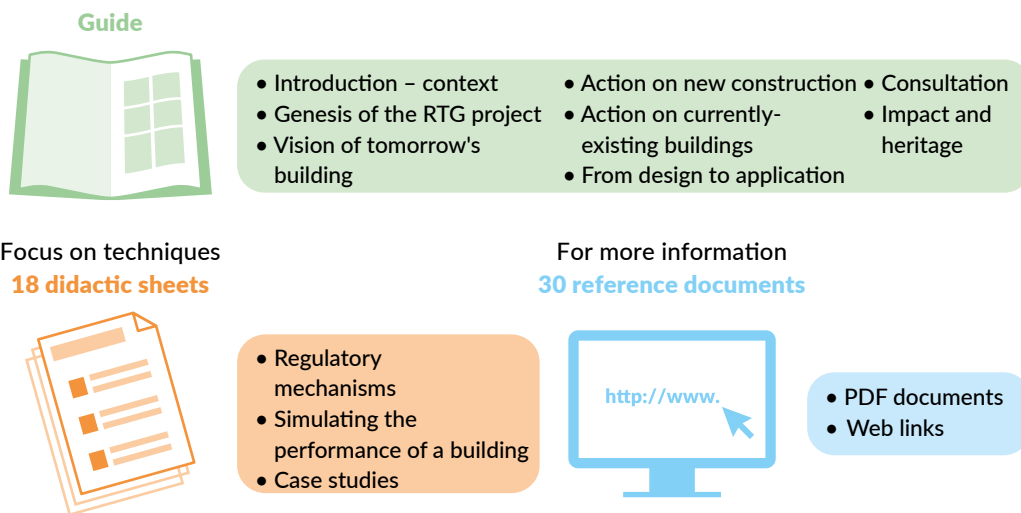 Guide
• Introduction – context
• Genesis of the RTG project
• Vision of tomorrow's
building
• Action on new construction
• Action on currently-
existing buildings
• From design to application
• Consultation
• Impact and
heritage
Focus on techniques
18 didactic sheets
• Regulatory
mechanisms
• Simulating the
performance of a building
• Case studies
For more information
30 reference documents
http://www.
• PDF documents
• Web links